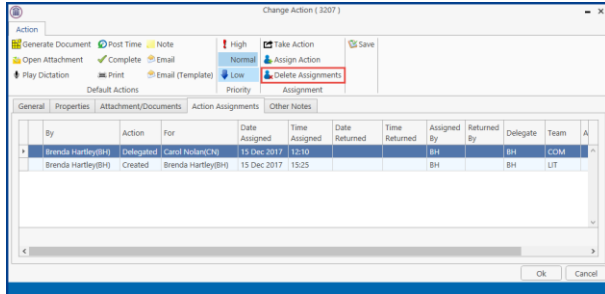 Change Action ( 3207 )
Action
Generate Document Post Time Note High Take Action Save
Open Attachment Complete Email Normal Assign Action
Play Dictation Print Email (Template) Low Delete Assignments
Default Actions Priority Assignment
General Properties Attachment/Documents Action Assignments Other Notes
By Action For Date Assigned Time Assigned Date Returned Time Returned Assigned By Returned By Delegate Team A
Brenda Hartley(BH) Delegated Carol Nolan(CN) 15 Dec 2017 12:10 BH BH COM
Brenda Hartley(BH) Created Brenda Hartley(BH) 15 Dec 2017 15:25 BH BH LIT
Ok Cancel